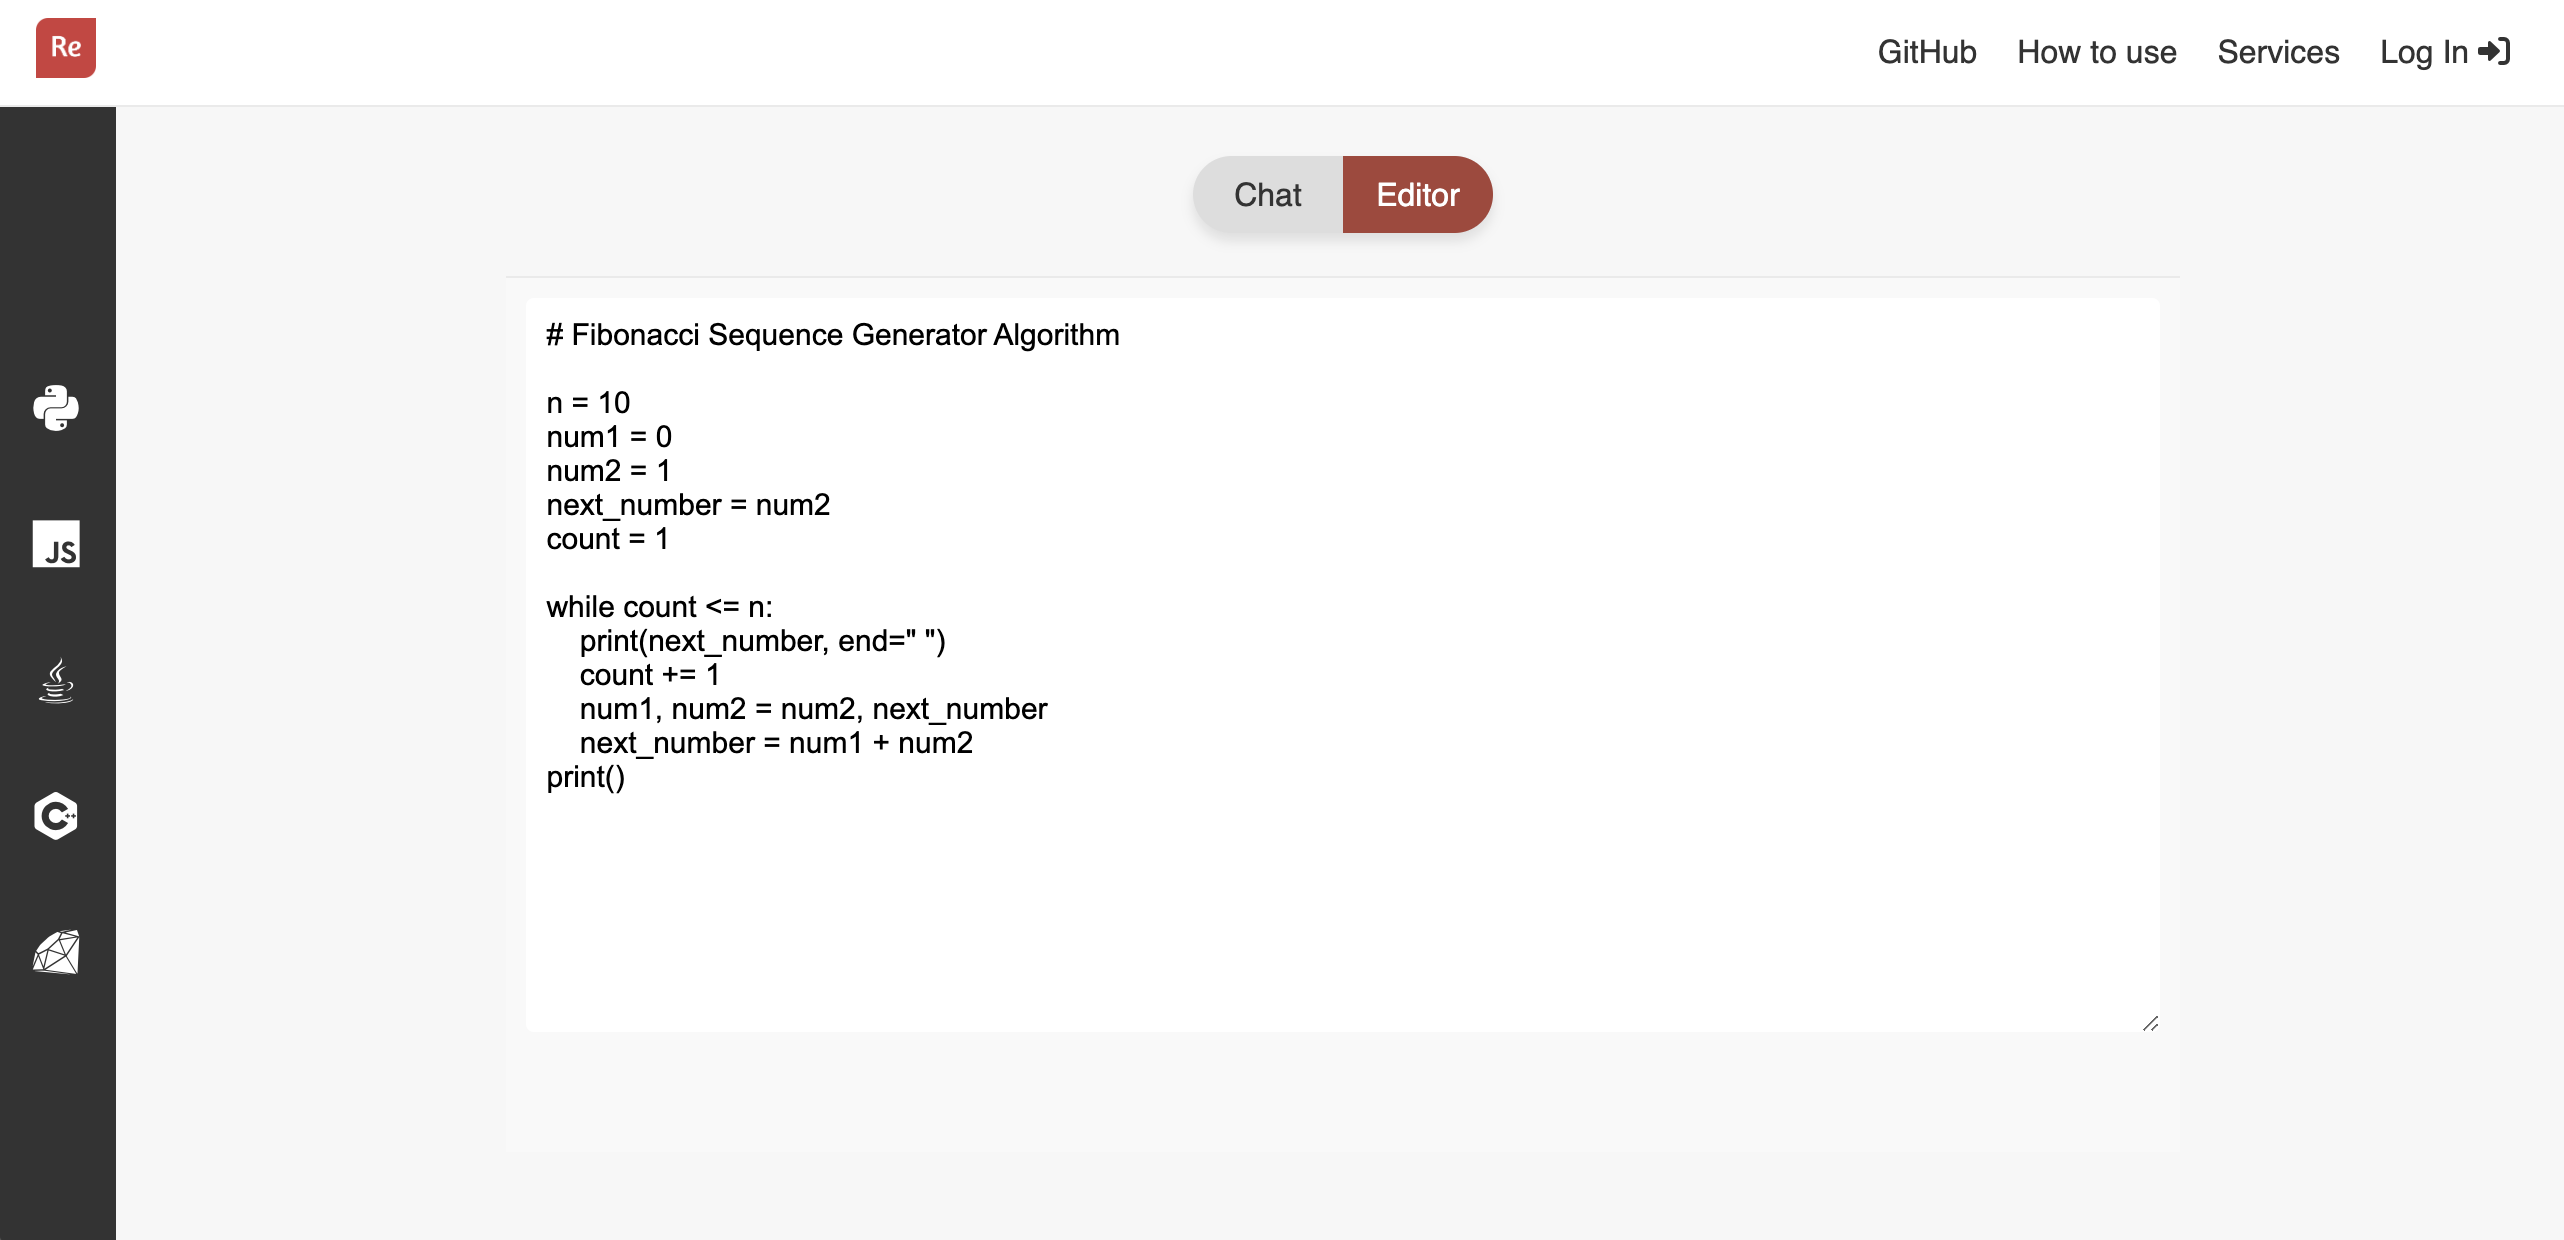 Re
GitHub How to use Services Log In
Chat Editor
# Fibonacci Sequence Generator Algorithm
n = 10
num1 = 0
num2 = 1
next_number = num2
count = 1
while count <= n:
print(next_number, end=" ")
count += 1
num1, num2 = num2, next_number
next_number = num1 + num2
print()
JS
C++